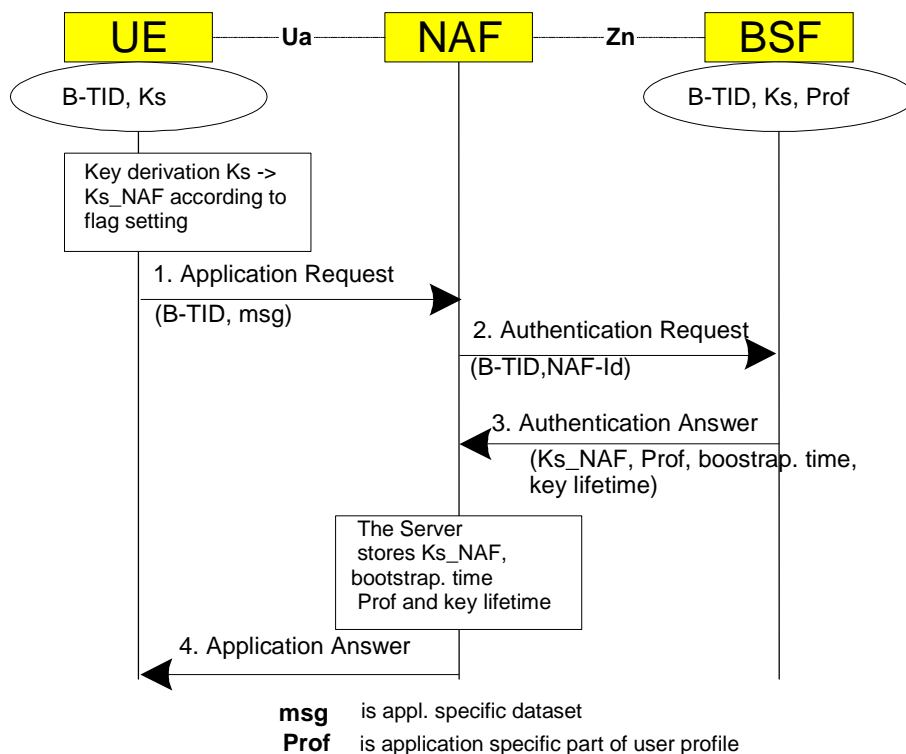 UE
Ua
NAF
Zn
BSF
B-TID, Ks
B-TID, Ks, Prof
Key derivation Ks ->
Ks_NAF according to
flag setting
1. Application Request
(B-TID, msg)
2. Authentication Request
(B-TID,NAF-Id)
3. Authentication Answer
(Ks_NAF, Prof, boostrap. time,
key lifetime)
The Server
stores Ks_NAF,
bootstrap. time
Prof and key lifetime
4. Application Answer
msg is appl. specific dataset
Prof is application specific part of user profile